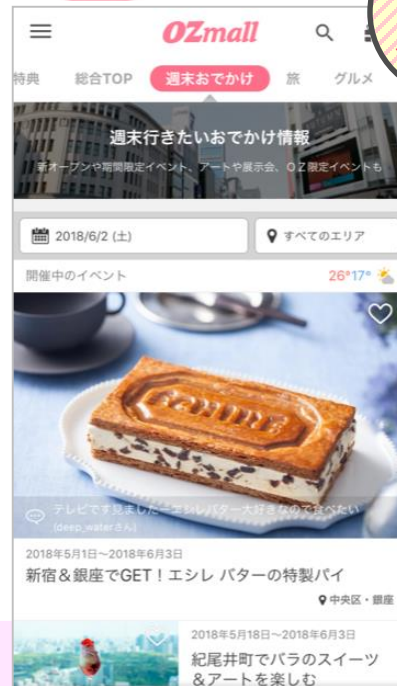 OZmall
特典 総合TOP 週末おでかけ 旅 グルメ
週末行きたいおでかけ情報
新オープンや期間限定イベント、アートや展示会、OZ限定イベントも
2018/6/2 (土) すべてのエリア
開催中のイベント 26°17°
ÉCHIRÉ
テレビです見ましたーエシレバター大好きなので食べたい
(deep_waterさん)
2018年5月1日〜2018年6月3日
新宿＆銀座でGET！エシレ バターの特製パイ
中央区・銀座
2018年5月18日〜2018年6月3日
紀尾井町でバラのスイーツ
＆アートを楽しむ